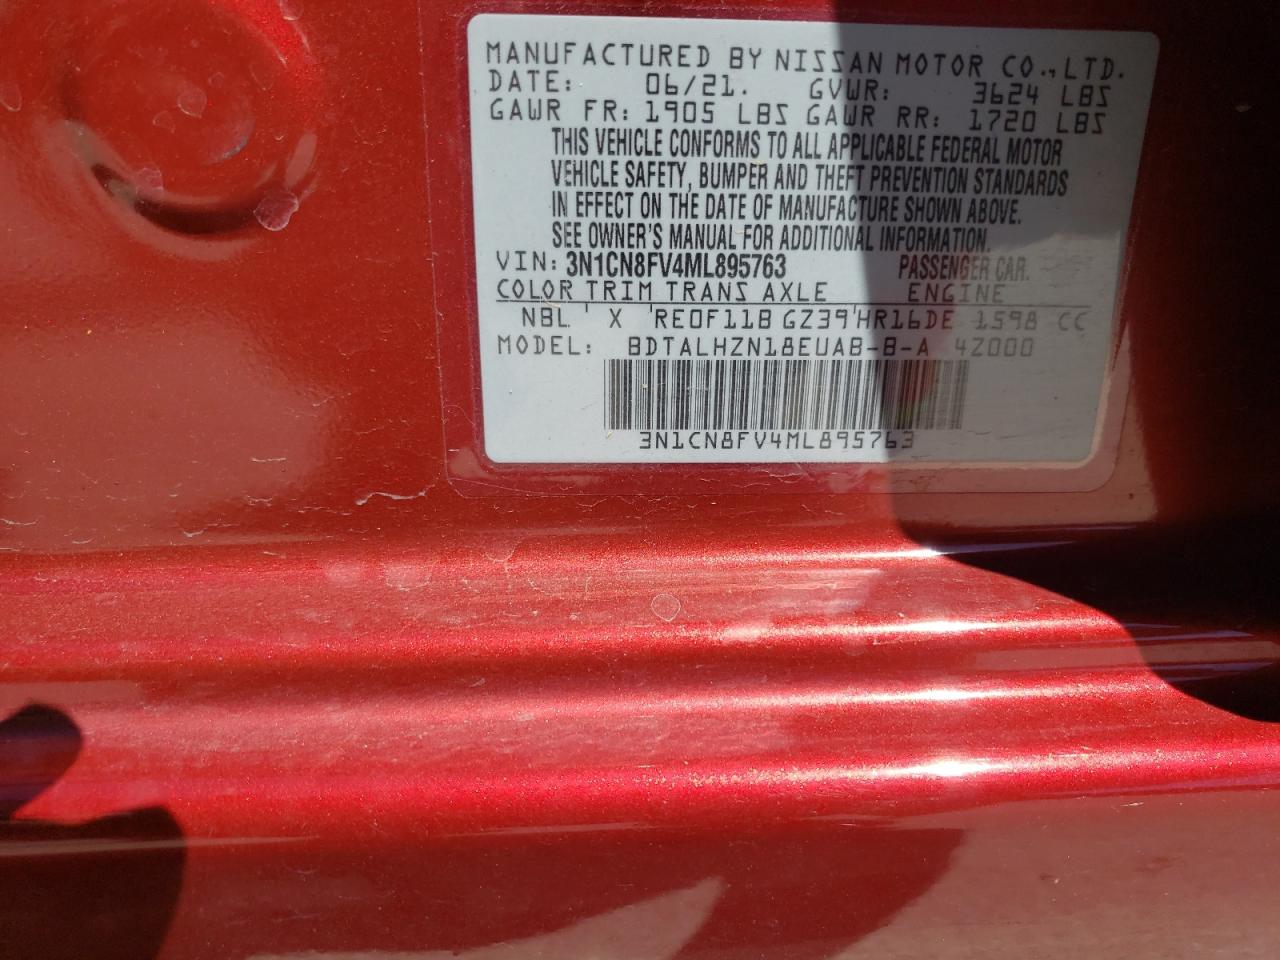 MANUFACTURED BY NISSAN MOTOR CO.,LTD.
DATE: 06/21. GVWR: 3624 LBS
GAWR FR: 1905 LBS GAWR RR: 1720 LBS
THIS VEHICLE CONFORMS TO ALL APPLICABLE FEDERAL MOTOR
VEHICLE SAFETY, BUMPER AND THEFT PREVENTION STANDARDS
IN EFFECT ON THE DATE OF MANUFACTURE SHOWN ABOVE.
SEE OWNER'S MANUAL FOR ADDITIONAL INFORMATION.
VIN: 3N1CN8FV4ML895763 PASSENGER CAR.
COLOR TRIM TRANS AXLE ENGINE
NBL X RE0F11B GZ39 HR16DE 1598 CC
MODEL: BDTALHZN18EUAB-B-A 4Z000
3N1CN8FV4ML895763